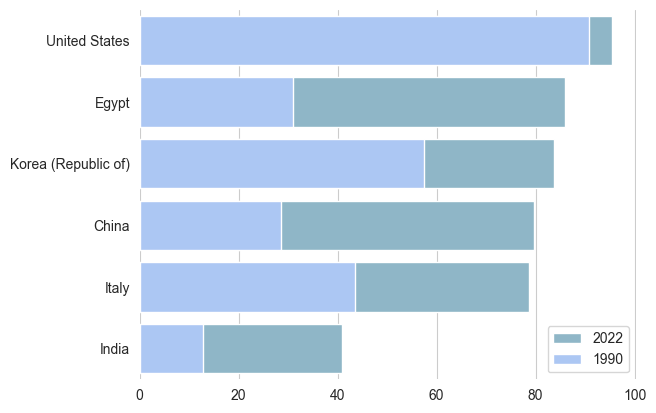 United States
Egypt
Korea (Republic of)
China
Italy
India
2022
1990
0 20 40 60 80 100